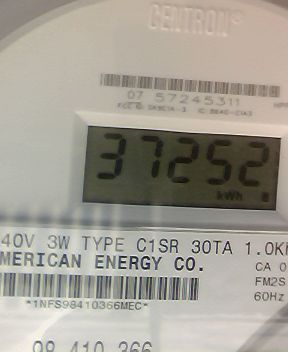 CENTRON®
07 57245311
37252
kWh
40V 3W TYPE C1SR 30TA 1.0K
MERICAN ENERGY CO.
CA 0
FM2S
*1NFS98410366MEC*
60Hz
98 410 366